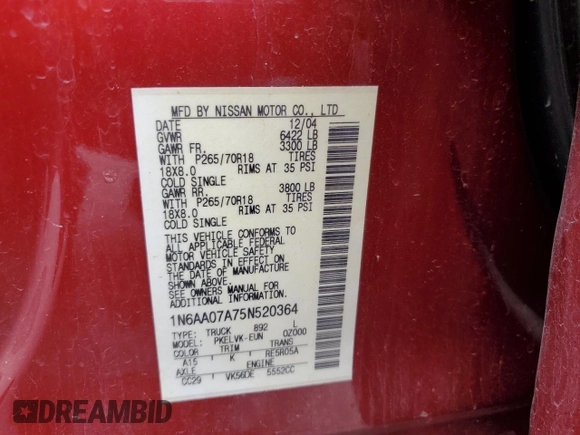 MFD BY NISSAN MOTOR CO., LTD
DATE 12/04
GVWR 6422 LB
GAWR FR. 3300 LB
WITH P265/70R18 TIRES
18X8.0 RIMS AT 35 PSI
COLD SINGLE
GAWR RR. 3800 LB
WITH P265/70R18 TIRES
18X8.0 RIMS AT 35 PSI
COLD SINGLE
THIS VEHICLE CONFORMS TO
ALL APPLICABLE FEDERAL
MOTOR VEHICLE SAFETY
STANDARDS IN EFFECT ON
THE DATE OF MANUFACTURE
SHOWN ABOVE.
SEE OWNERS MANUAL FOR
ADDITIONAL INFORMATION
1N6AA07A75N520364
TYPE: TRUCK 892 L
MODEL: PKELVK-EUN 0Z000
COLOR TRIM TRANS
A15 K RE5R05A
AXLE ENGINE
CC29 VK56DE 5552CC
DREAMBID